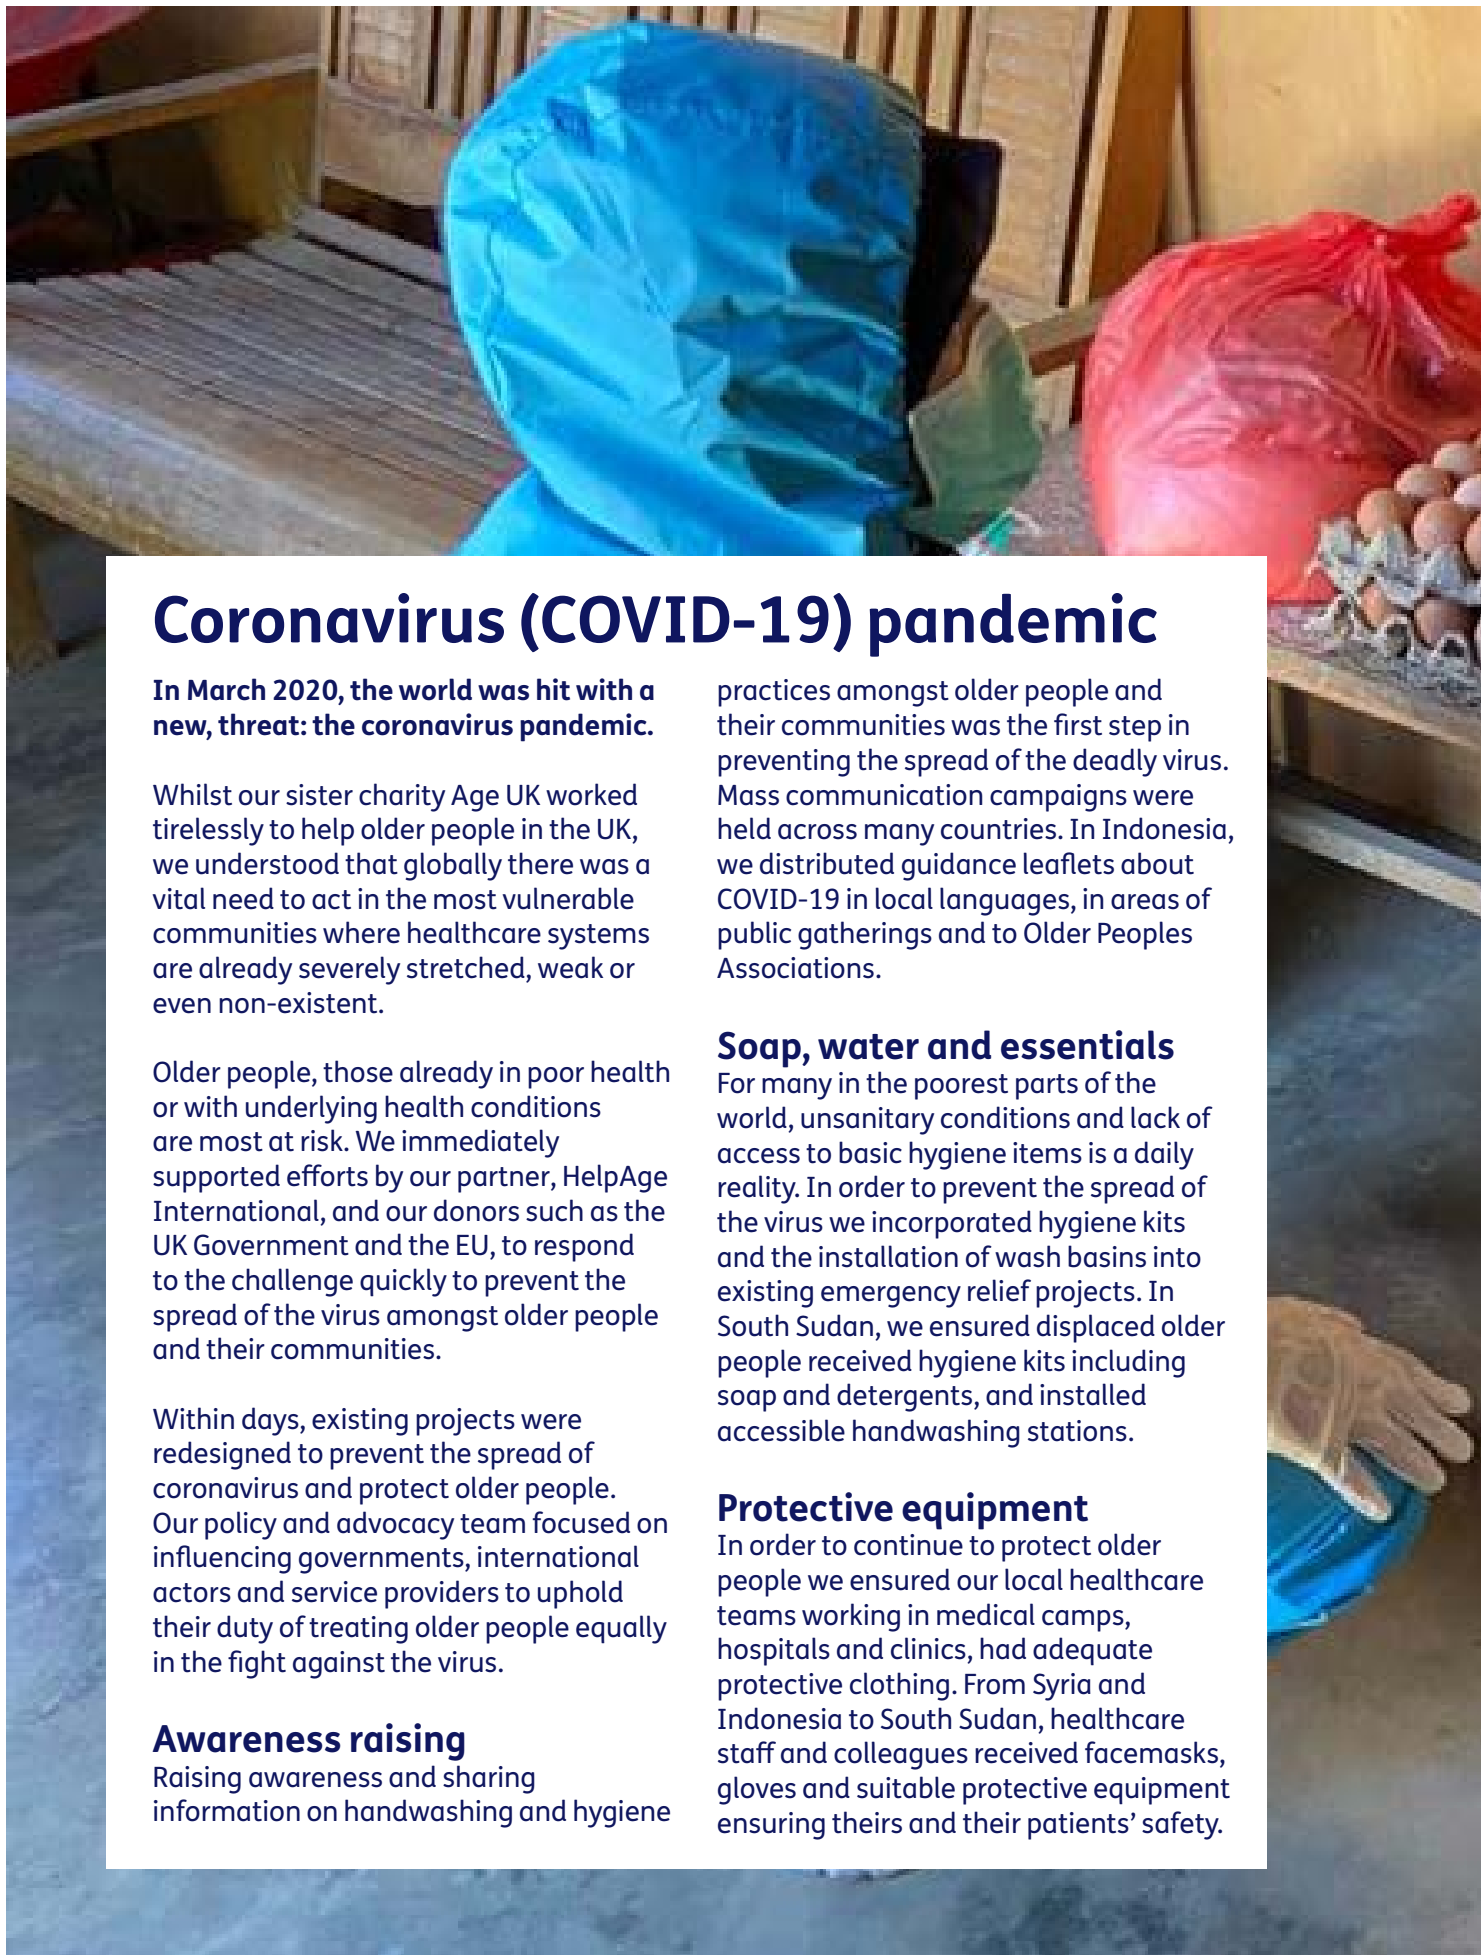 Coronavirus (COVID-19) pandemic
In March 2020, the world was hit with a
new, threat: the coronavirus pandemic.
Whilst our sister charity Age UK worked
tirelessly to help older people in the UK,
we understood that globally there was a
vital need to act in the most vulnerable
communities where healthcare systems
are already severely stretched, weak or
even non-existent.
Older people, those already in poor health
or with underlying health conditions
are most at risk. We immediately
supported efforts by our partner, HelpAge
International, and our donors such as the
UK Government and the EU, to respond
to the challenge quickly to prevent the
spread of the virus amongst older people
and their communities.
Within days, existing projects were
redesigned to prevent the spread of
coronavirus and protect older people.
Our policy and advocacy team focused on
influencing governments, international
actors and service providers to uphold
their duty of treating older people equally
in the fight against the virus.
Awareness raising
Raising awareness and sharing
information on handwashing and hygiene
practices amongst older people and
their communities was the first step in
preventing the spread of the deadly virus.
Mass communication campaigns were
held across many countries. In Indonesia,
we distributed guidance leaflets about
COVID-19 in local languages, in areas of
public gatherings and to Older Peoples
Associations.
Soap, water and essentials
For many in the poorest parts of the
world, unsanitary conditions and lack of
access to basic hygiene items is a daily
reality. In order to prevent the spread of
the virus we incorporated hygiene kits
and the installation of wash basins into
existing emergency relief projects. In
South Sudan, we ensured displaced older
people received hygiene kits including
soap and detergents, and installed
accessible handwashing stations.
Protective equipment
In order to continue to protect older
people we ensured our local healthcare
teams working in medical camps,
hospitals and clinics, had adequate
protective clothing. From Syria and
Indonesia to South Sudan, healthcare
staff and colleagues received facemasks,
gloves and suitable protective equipment
ensuring theirs and their patients’ safety.